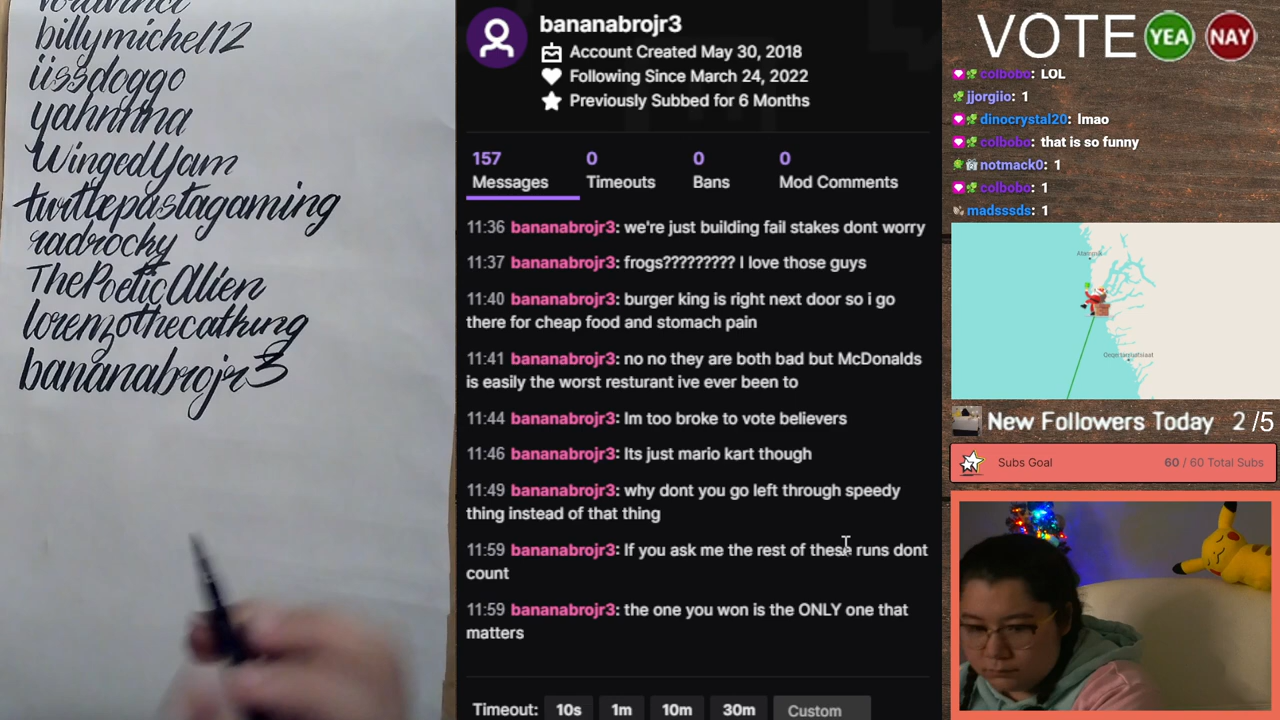 billymichel12
iissdoggo
yahnnna
WingedYam
turtlepastagaming
radrocky
ThePoeticAlien
lorenzothecatking
bananabrojr3
bananabrojr3
Account Created May 30, 2018
Following Since March 24, 2022
Previously Subbed for 6 Months
157 0 0 0
Messages Timeouts Bans Mod Comments
11:36 bananabrojr3: we're just building fail stakes dont worry
11:37 bananabrojr3: frogs????????? I love those guys
11:40 bananabrojr3: burger king is right next door so i go
there for cheap food and stomach pain
11:41 bananabrojr3: no no they are both bad but McDonalds
is easily the worst resturant ive ever been to
11:44 bananabrojr3: Im too broke to vote believers
11:46 bananabrojr3: Its just mario kart though
11:49 bananabrojr3: why dont you go left through speedy
thing instead of that thing
11:59 bananabrojr3: If you ask me the rest of these runs dont
count
11:59 bananabrojr3: the one you won is the ONLY one that
matters
Timeout: 10s 1m 10m 30m Custom
VOTE YEA NAY
colbobo: LOL
jjorgiio: 1
dinocrystal20: lmao
colbobo: that is so funny
notmack0: 1
colbobo: 1
madsssds: 1
New Followers Today 2 /5
Subs Goal 60 / 60 Total Subs